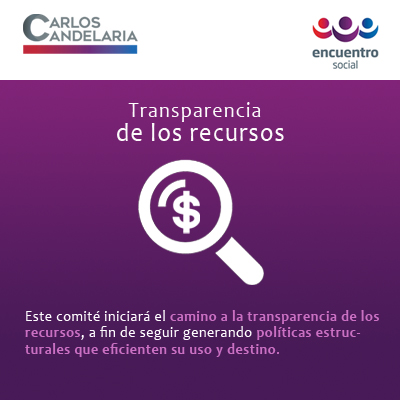 CARLOS
CANDELARIA
encuentro
social
Transparencia
de los recursos
$
Este comité iniciará el camino a la transparencia de los
recursos, a fin de seguir generando políticas estruc-
turales que eficienten su uso y destino.